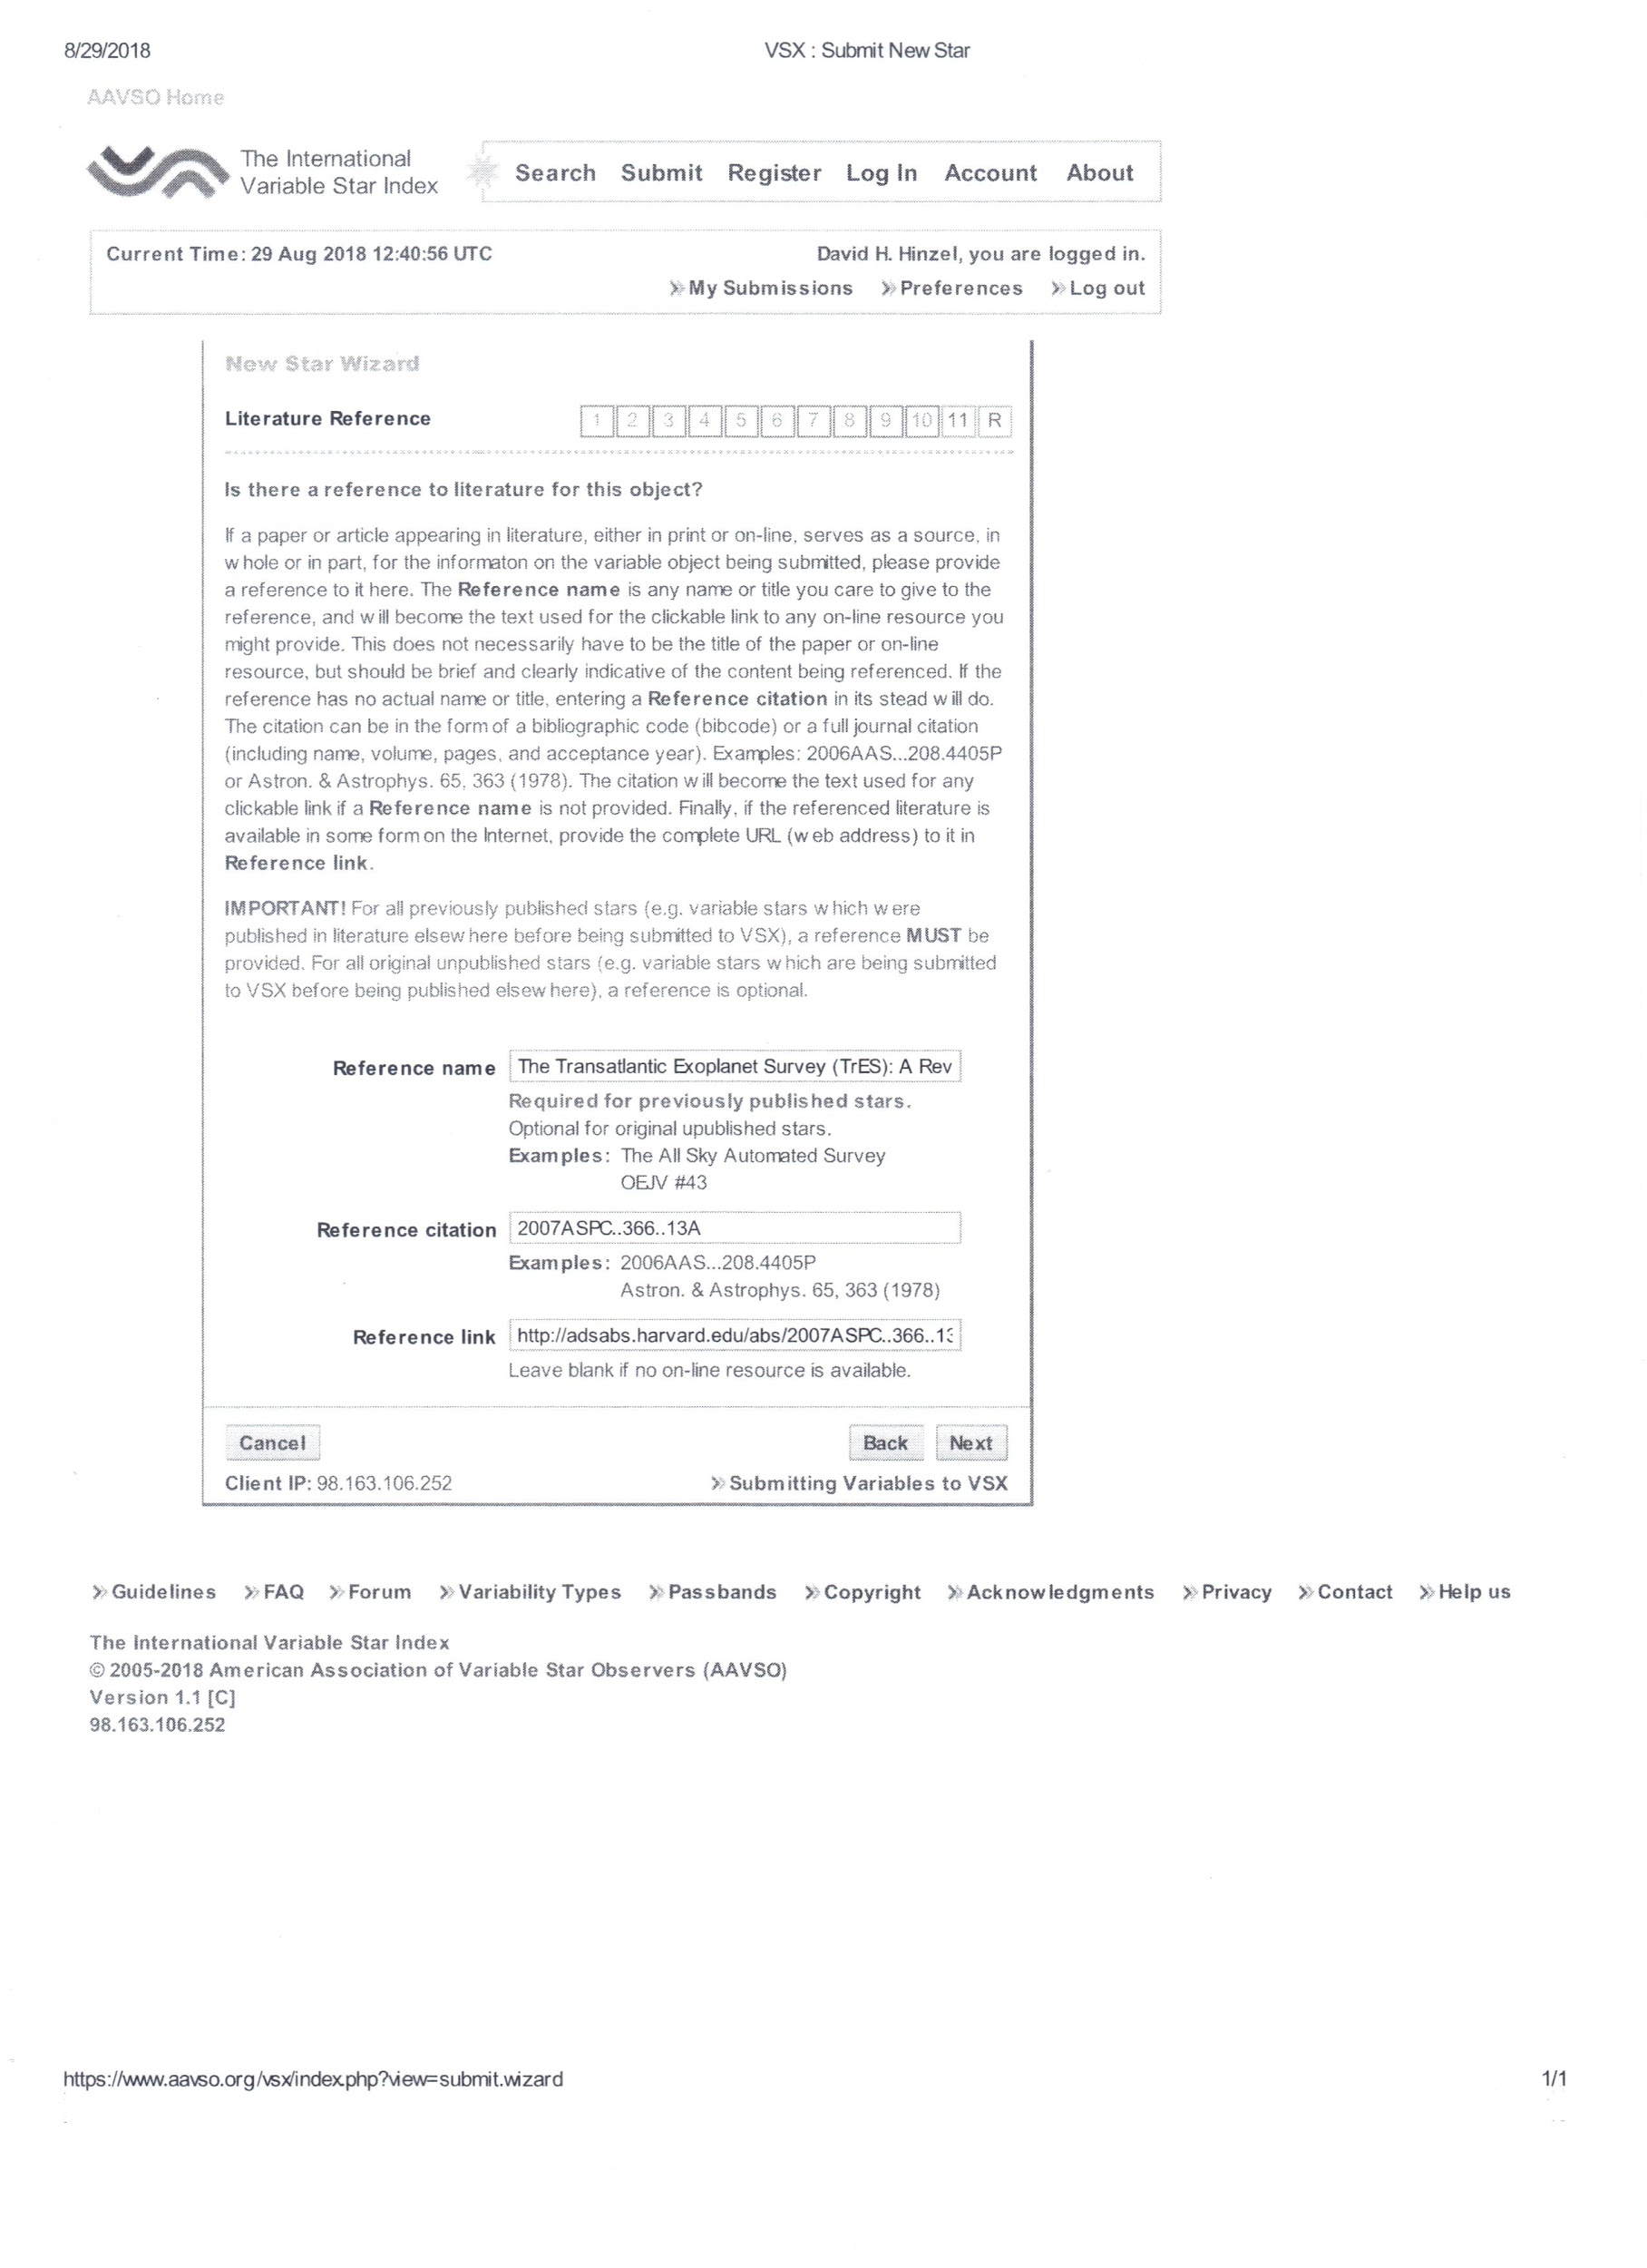 8/29/2018 VSX : Submit New Star
AAVSO Home
The International
Variable Star Index
Search Submit Register Log In Account About
Current Time: 29 Aug 2018 12:40:56 UTC David H. Hinzel, you are logged in.
» My Submissions » Preferences » Log out
New Star Wizard
Literature Reference 1 2 3 4 5 6 7 8 9 10 11 R
Is there a reference to literature for this object?
If a paper or article appearing in literature, either in print or on-line, serves as a source, in
whole or in part, for the informaton on the variable object being submitted, please provide
a reference to it here. The Reference name is any name or title you care to give to the
reference, and will become the text used for the clickable link to any on-line resource you
might provide. This does not necessarily have to be the title of the paper or on-line
resource, but should be brief and clearly indicative of the content being referenced. If the
reference has no actual name or title, entering a Reference citation in its stead will do.
The citation can be in the form of a bibliographic code (bibcode) or a full journal citation
(including name, volume, pages, and acceptance year). Examples: 2006AAS...208.4405P
or Astron. & Astrophys. 65, 363 (1978). The citation will become the text used for any
clickable link if a Reference name is not provided. Finally, if the referenced literature is
available in some form on the Internet, provide the complete URL (web address) to it in
Reference link.
IMPORTANT! For all previously published stars (e.g. variable stars which were
published in literature elsewhere before being submitted to VSX), a reference MUST be
provided. For all original unpublished stars (e.g. variable stars which are being submitted
to VSX before being published elsewhere), a reference is optional.
Reference name The Transatlantic Exoplanet Survey (TrES): A Rev
Required for previously published stars.
Optional for original upublished stars.
Examples: The All Sky Automated Survey
OEJV #43
Reference citation 2007ASPC..366..13A
Examples: 2006AAS...208.4405P
Astron. & Astrophys. 65, 363 (1978)
Reference link http://adsabs.harvard.edu/abs/2007ASPC..366..13
Leave blank if no on-line resource is available.
Cancel Back Next
Client IP: 98.163.106.252 » Submitting Variables to VSX
» Guidelines » FAQ » Forum » Variability Types » Passbands » Copyright » Acknowledgments » Privacy » Contact » Help us
The International Variable Star Index
© 2005-2018 American Association of Variable Star Observers (AAVSO)
Version 1.1 [C]
98.163.106.252
https://www.aavso.org/vsx/index.php?view=submit.wizard 1/1